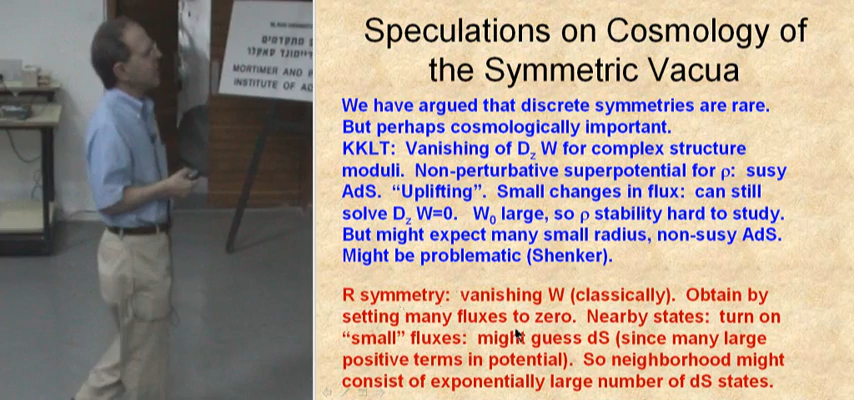 מתקדמים
MORTIMER AND
INSTITUTE OF AD
Speculations on Cosmology of
the Symmetric Vacua
We have argued that discrete symmetries are rare.
But perhaps cosmologically important.
KKLT: Vanishing of D_z W for complex structure
moduli. Non-perturbative superpotential for ρ: susy
AdS. “Uplifting”. Small changes in flux: can still
solve D_z W=0. W_0 large, so ρ stability hard to study.
But might expect many small radius, non-susy AdS.
Might be problematic (Shenker).
R symmetry: vanishing W (classically). Obtain by
setting many fluxes to zero. Nearby states: turn on
“small” fluxes: might guess dS (since many large
positive terms in potential). So neighborhood might
consist of exponentially large number of dS states.